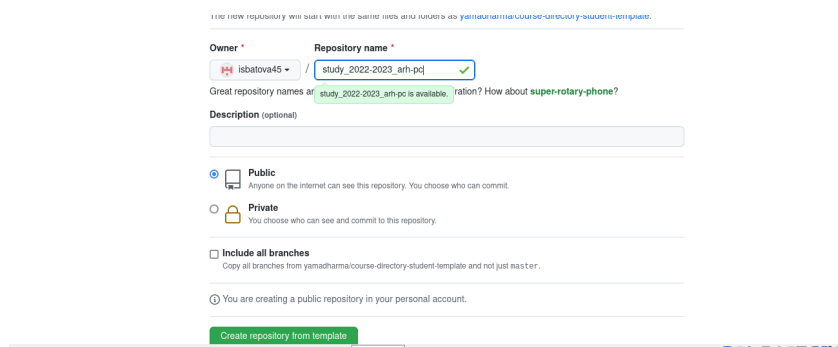 The new repository will start with the same files and folders as yamadharma/course-directory-student-template.
Owner * Repository name *
isbatova45 / study_2022-2023_arh-pc
Great repository names ar ration? How about super-rotary-phone?
study_2022-2023_arh-pc is available.
Description (optional)
Public
Anyone on the internet can see this repository. You choose who can commit.
Private
You choose who can see and commit to this repository.
Include all branches
Copy all branches from yamadharma/course-directory-student-template and not just master.
You are creating a public repository in your personal account.
Create repository from template